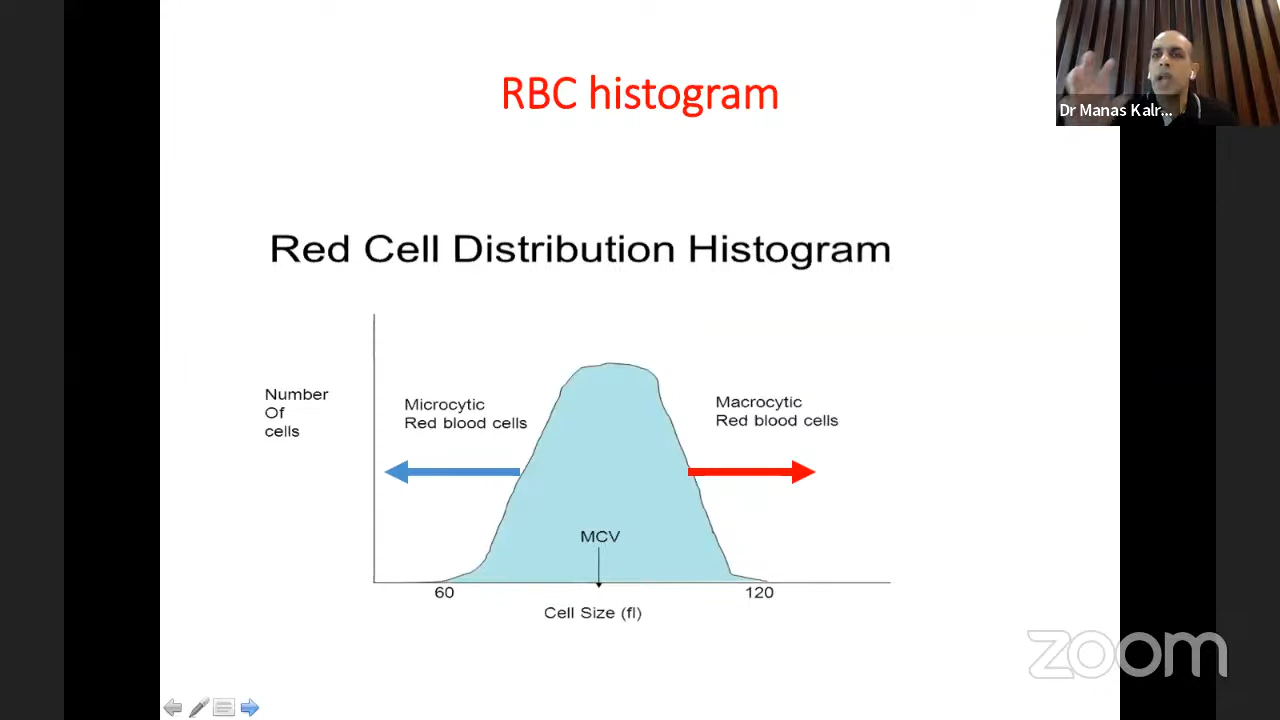 RBC histogram
Dr Manas Kalr...
Red Cell Distribution Histogram
Number
Of
cells
Microcytic
Red blood cells
Macrocytic
Red blood cells
MCV
60
120
Cell Size (fl)
zoom